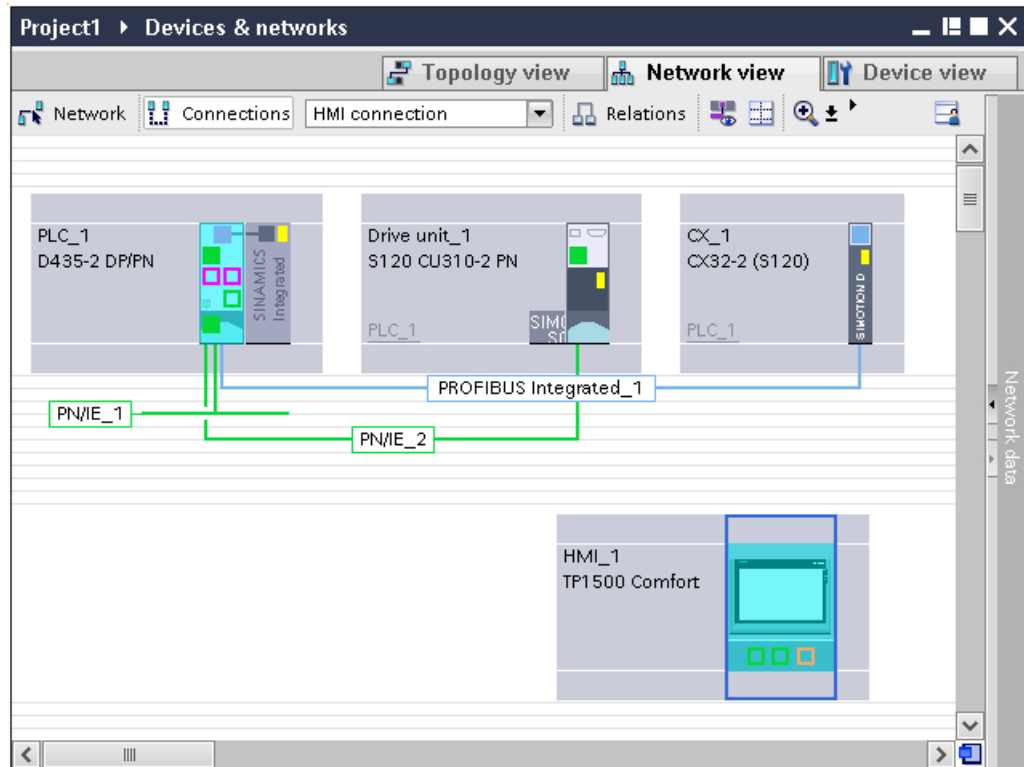 Project1 ‣ Devices & networks
Topology view
Network view
Device view
Network
Connections
HMI connection
Relations
PLC_1
D435-2 DP/PN
SINAMICS
Integrated
Drive unit_1
S120 CU310-2 PN
PLC_1
CX_1
CX32-2 (S120)
PLC_1
SIMOTION D
PROFIBUS Integrated_1
PN/IE_1
PN/IE_2
HMI_1
TP1500 Comfort
Network data